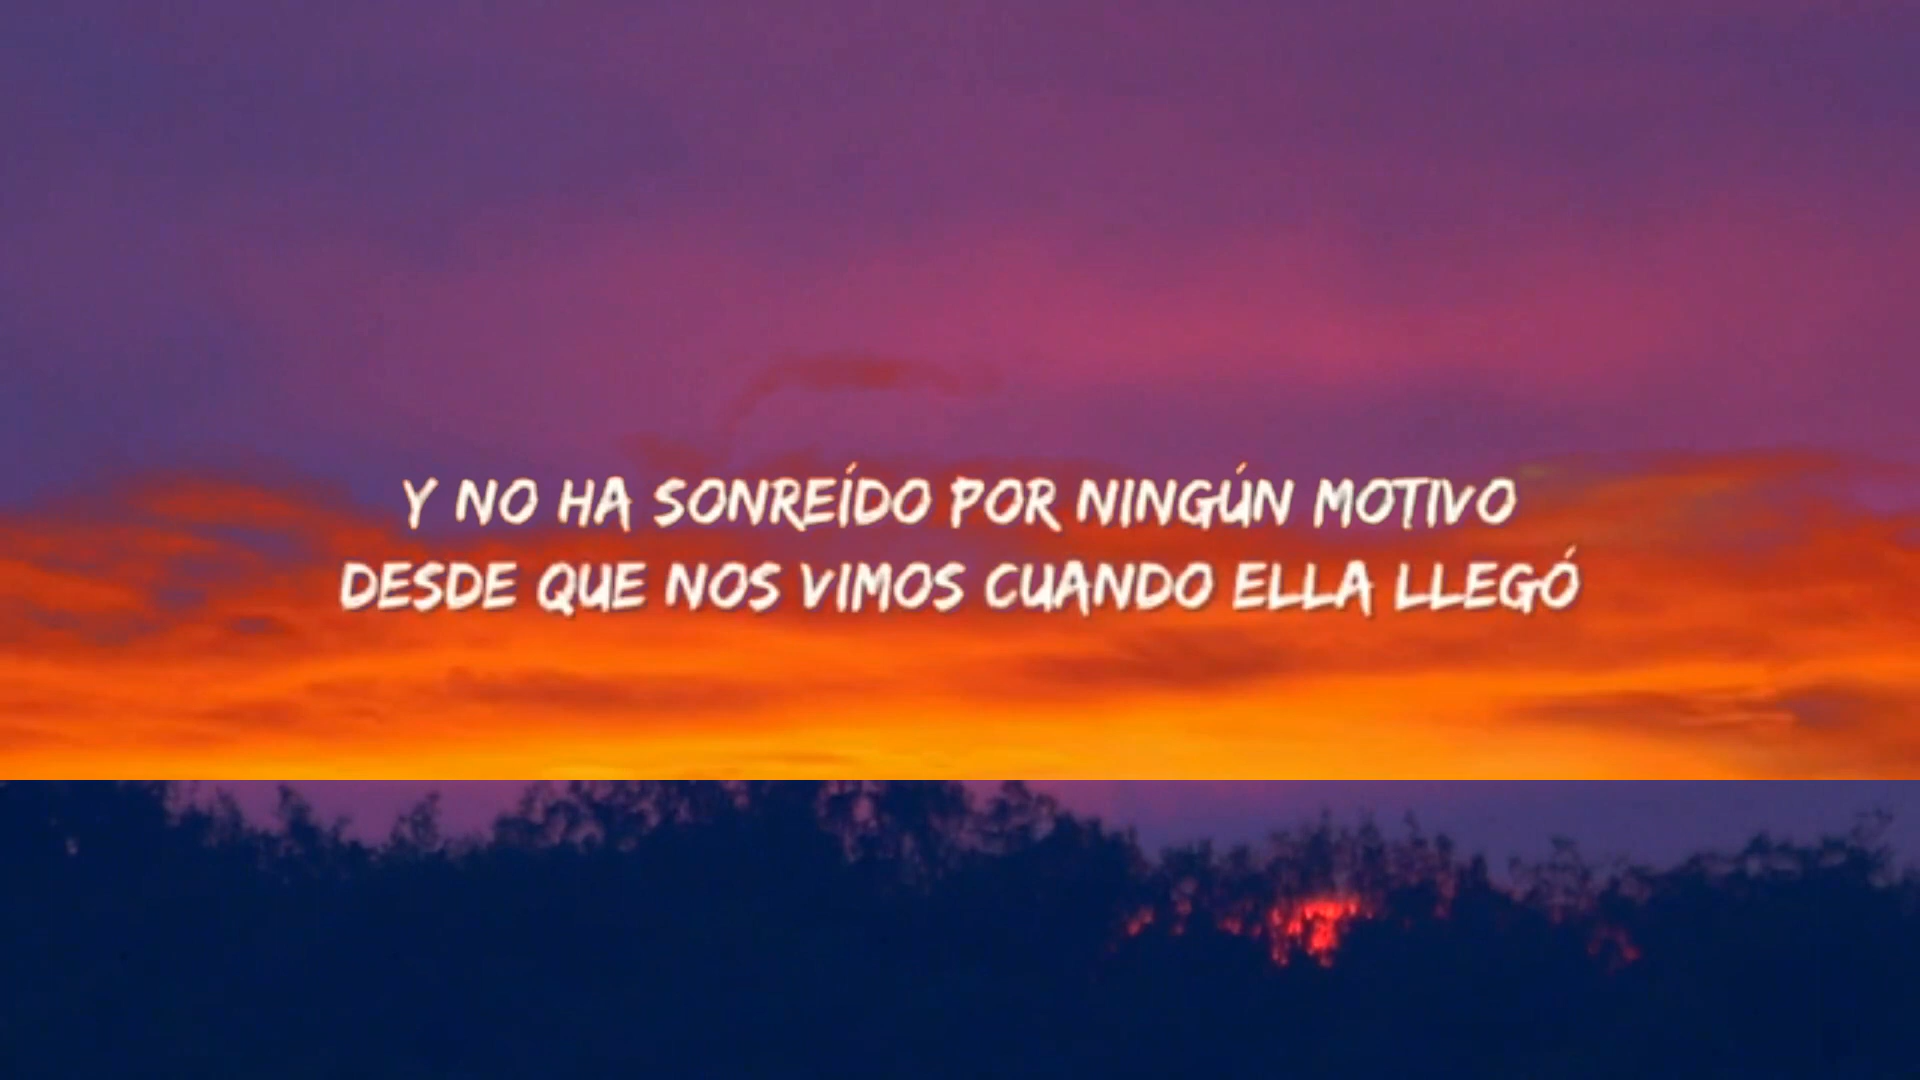 Y NO HA SONREÍDO POR NINGÚN MOTIVO
DESDE QUE NOS VIMOS CUANDO ELLA LLEGÓ